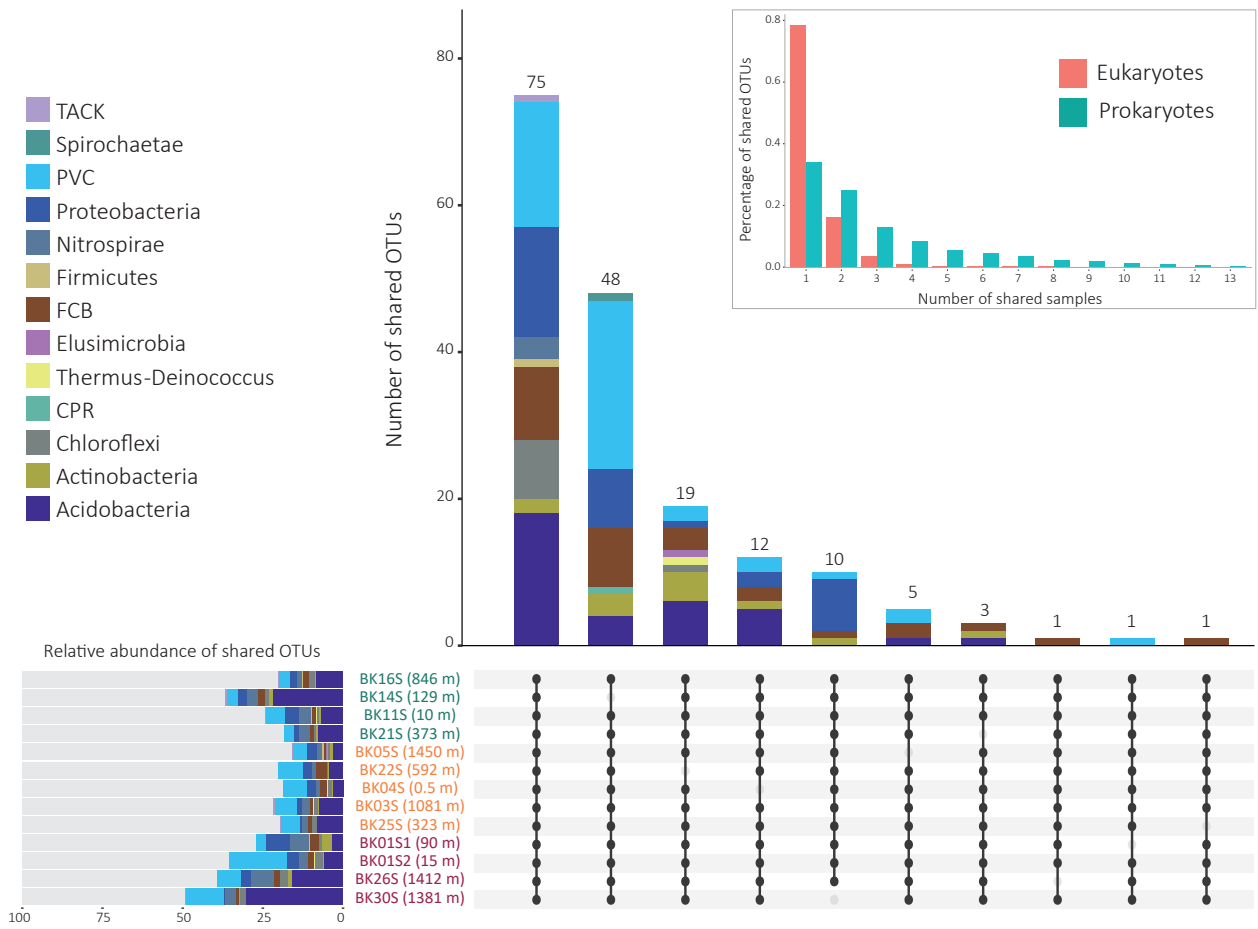 TACK
Spirochaetae
PVC
Proteobacteria
Nitrospirae
Firmicutes
FCB
Elusimicrobia
Thermus-Deinococcus
CPR
Chloroflexi
Actinobacteria
Acidobacteria
Number of shared OTUs
80
60
40
20
0
75
48
19
12
10
5
3
1
1
1
Percentage of shared OTUs
0.8
0.6
0.4
0.2
0.0
Eukaryotes
Prokaryotes
1 2 3 4 5 6 7 8 9 10 11 12 13
Number of shared samples
Relative abundance of shared OTUs
BK16S (846 m)
BK14S (129 m)
BK11S (10 m)
BK21S (373 m)
BK05S (1450 m)
BK22S (592 m)
BK04S (0.5 m)
BK03S (1081 m)
BK25S (323 m)
BK01S1 (90 m)
BK01S2 (15 m)
BK26S (1412 m)
BK30S (1381 m)
100 75 50 25 0